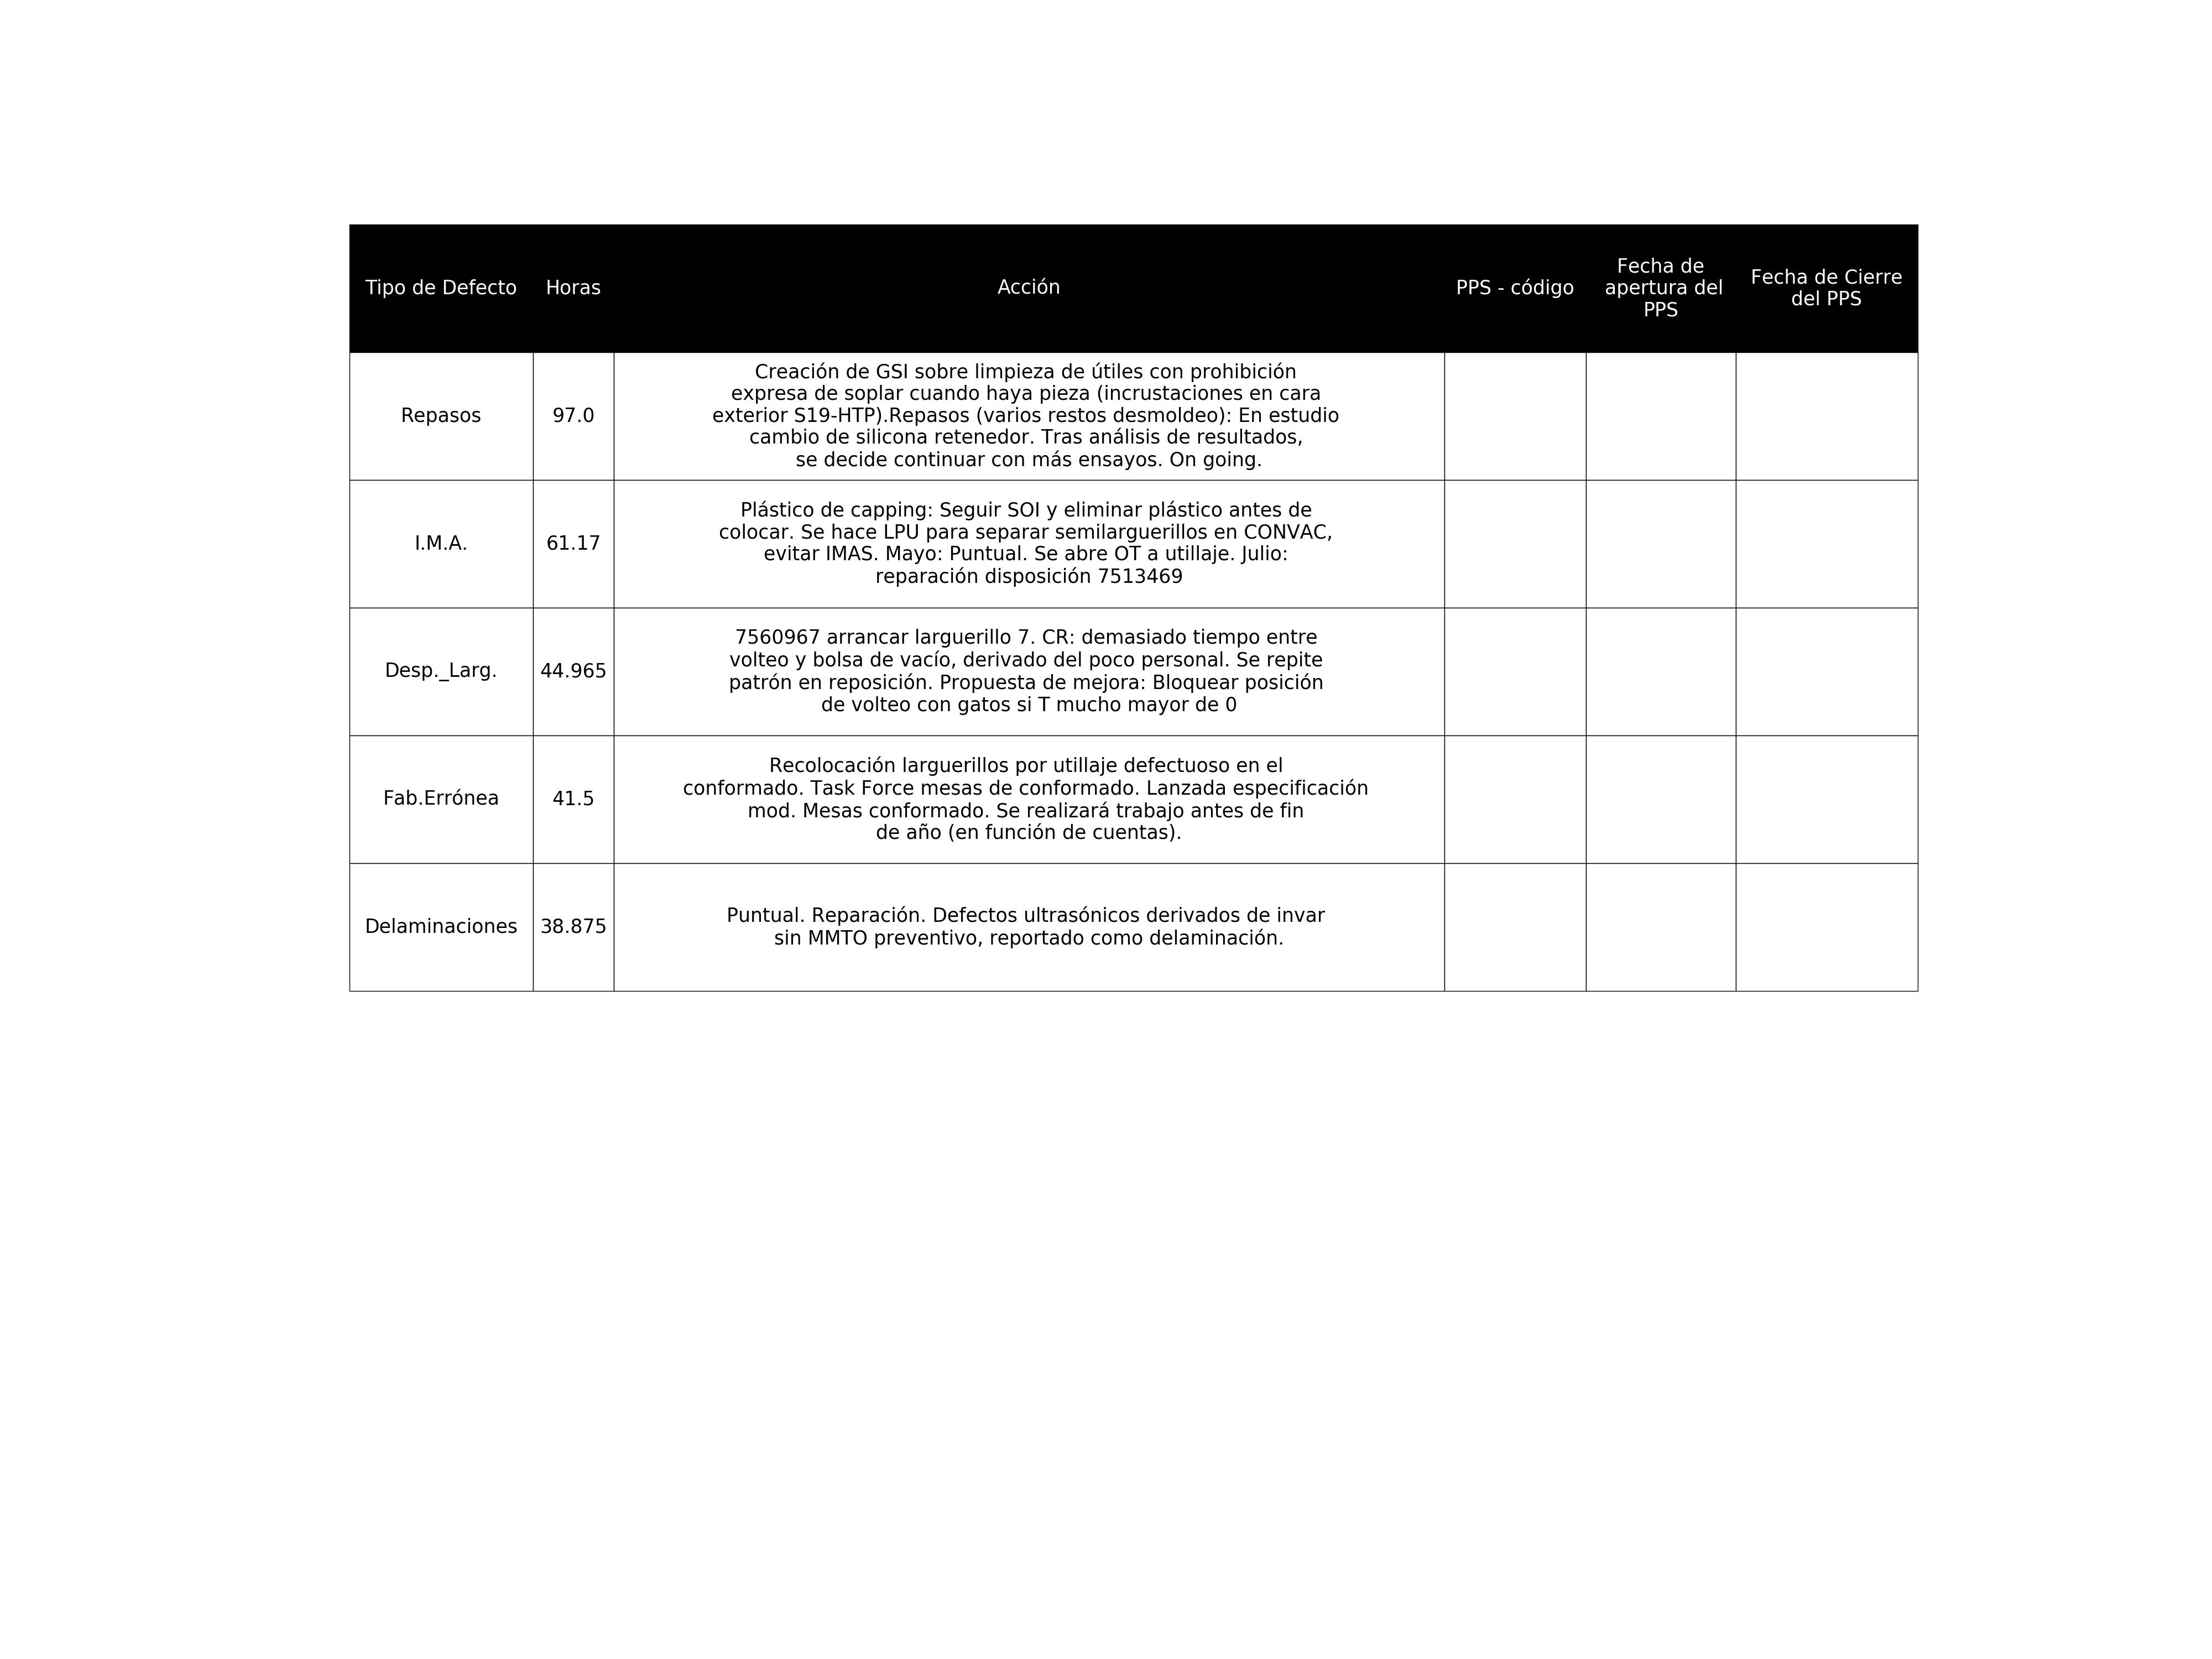 Tipo de Defecto
Horas
Acción
PPS - código
Fecha de
apertura del
PPS
Fecha de Cierre
del PPS
Repasos
97.0
Creación de GSI sobre limpieza de útiles con prohibición
expresa de soplar cuando haya pieza (incrustaciones en cara
exterior S19-HTP).Repasos (varios restos desmoldeo): En estudio
cambio de silicona retenedor. Tras análisis de resultados,
se decide continuar con más ensayos. On going.
I.M.A.
61.17
Plástico de capping: Seguir SOI y eliminar plástico antes de
colocar. Se hace LPU para separar semilarguerillos en CONVAC,
evitar IMAS. Mayo: Puntual. Se abre OT a utillaje. Julio:
reparación disposición 7513469
Desp._Larg.
44.965
7560967 arrancar larguerillo 7. CR: demasiado tiempo entre
volteo y bolsa de vacío, derivado del poco personal. Se repite
patrón en reposición. Propuesta de mejora: Bloquear posición
de volteo con gatos si T mucho mayor de 0
Fab.Errónea
41.5
Recolocación larguerillos por utillaje defectuoso en el
conformado. Task Force mesas de conformado. Lanzada especificación
mod. Mesas conformado. Se realizará trabajo antes de fin
de año (en función de cuentas).
Delaminaciones
38.875
Puntual. Reparación. Defectos ultrasónicos derivados de invar
sin MMTO preventivo, reportado como delaminación.